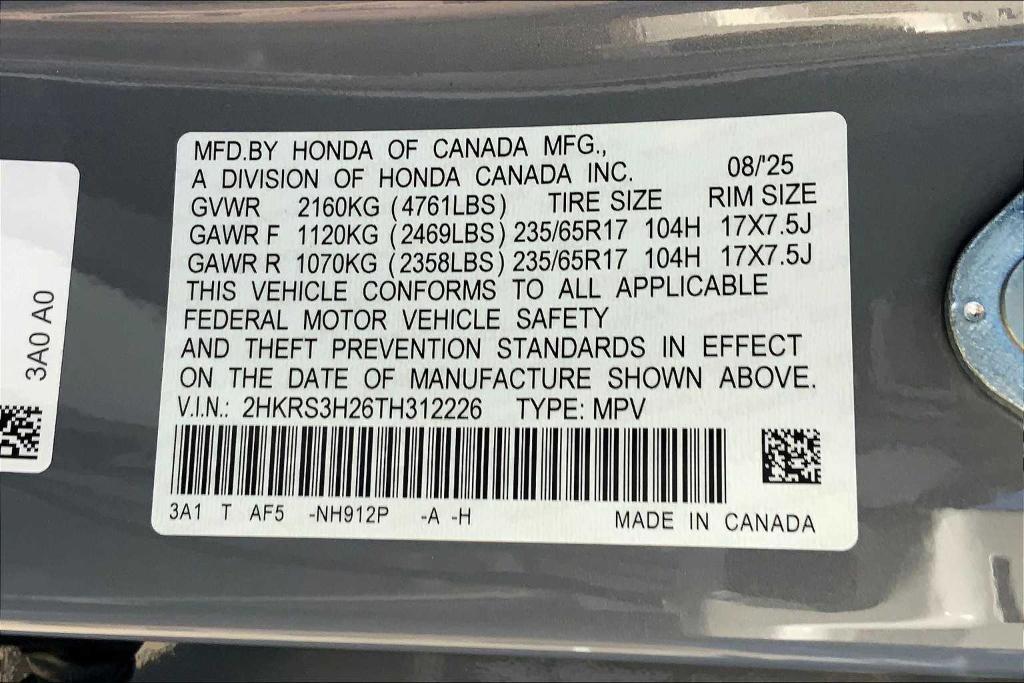 MFD.BY HONDA OF CANADA MFG.,
A DIVISION OF HONDA CANADA INC. 08/'25
GVWR 2160KG (4761LBS) TIRE SIZE RIM SIZE
GAWR F 1120KG (2469LBS) 235/65R17 104H 17X7.5J
GAWR R 1070KG (2358LBS) 235/65R17 104H 17X7.5J
THIS VEHICLE CONFORMS TO ALL APPLICABLE
FEDERAL MOTOR VEHICLE SAFETY
AND THEFT PREVENTION STANDARDS IN EFFECT
ON THE DATE OF MANUFACTURE SHOWN ABOVE.
V.I.N.: 2HKRS3H26TH312226 TYPE: MPV
3A1 T AF5 -NH912P -A -H MADE IN CANADA
3A0 A0